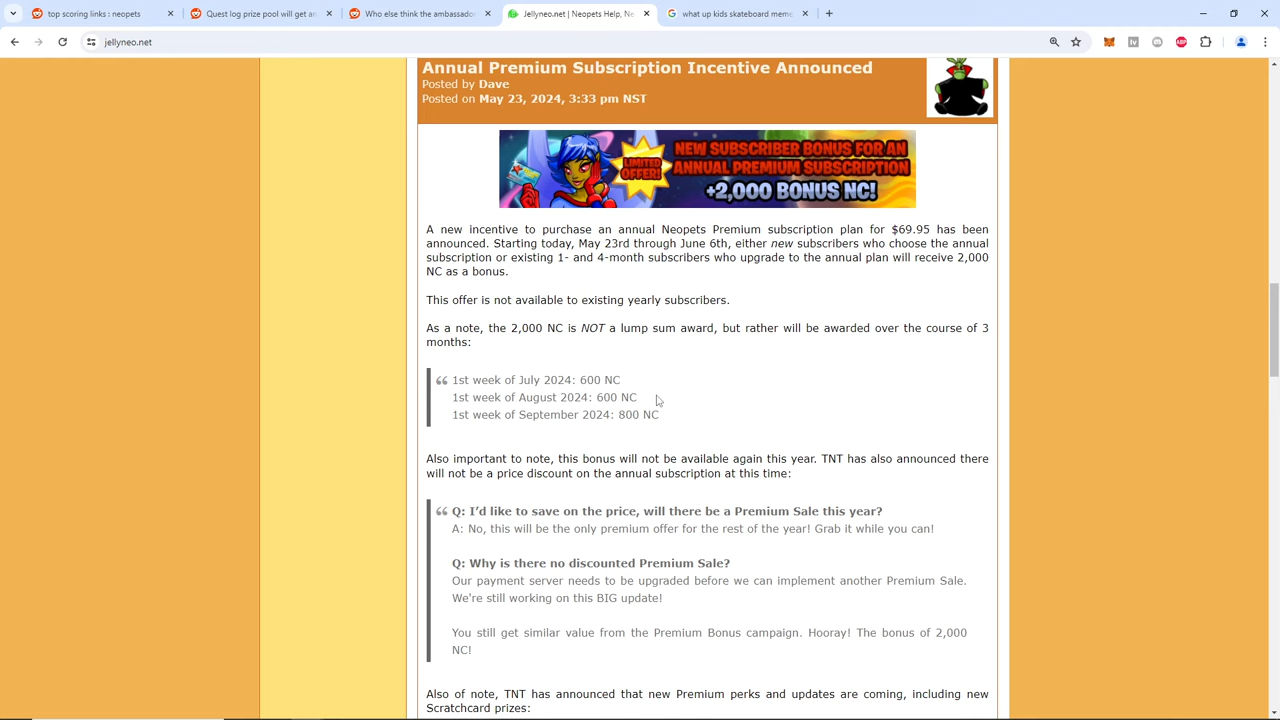 top scoring links : neopets
Quest log prize pool will get an
Who else think the ambassador
Jellyneo.net | Neopets Help, Ne
what up kids skateboard meme
jellyneo.net
Annual Premium Subscription Incentive Announced
Posted by Dave
Posted on May 23, 2024, 3:33 pm NST
LIMITED
OFFER!
NEW SUBSCRIBER BONUS FOR AN
ANNUAL PREMIUM SUBSCRIPTION
+2,000 BONUS NC!
A new incentive to purchase an annual Neopets Premium subscription plan for $69.95 has been
announced. Starting today, May 23rd through June 6th, either new subscribers who choose the annual
subscription or existing 1- and 4-month subscribers who upgrade to the annual plan will receive 2,000
NC as a bonus.
This offer is not available to existing yearly subscribers.
As a note, the 2,000 NC is NOT a lump sum award, but rather will be awarded over the course of 3
months:
1st week of July 2024: 600 NC
1st week of August 2024: 600 NC
1st week of September 2024: 800 NC
Also important to note, this bonus will not be available again this year. TNT has also announced there
will not be a price discount on the annual subscription at this time:
Q: I’d like to save on the price, will there be a Premium Sale this year?
A: No, this will be the only premium offer for the rest of the year! Grab it while you can!
Q: Why is there no discounted Premium Sale?
Our payment server needs to be upgraded before we can implement another Premium Sale.
We're still working on this BIG update!
You still get similar value from the Premium Bonus campaign. Hooray! The bonus of 2,000
NC!
Also of note, TNT has announced that new Premium perks and updates are coming, including new
Scratchcard prizes: